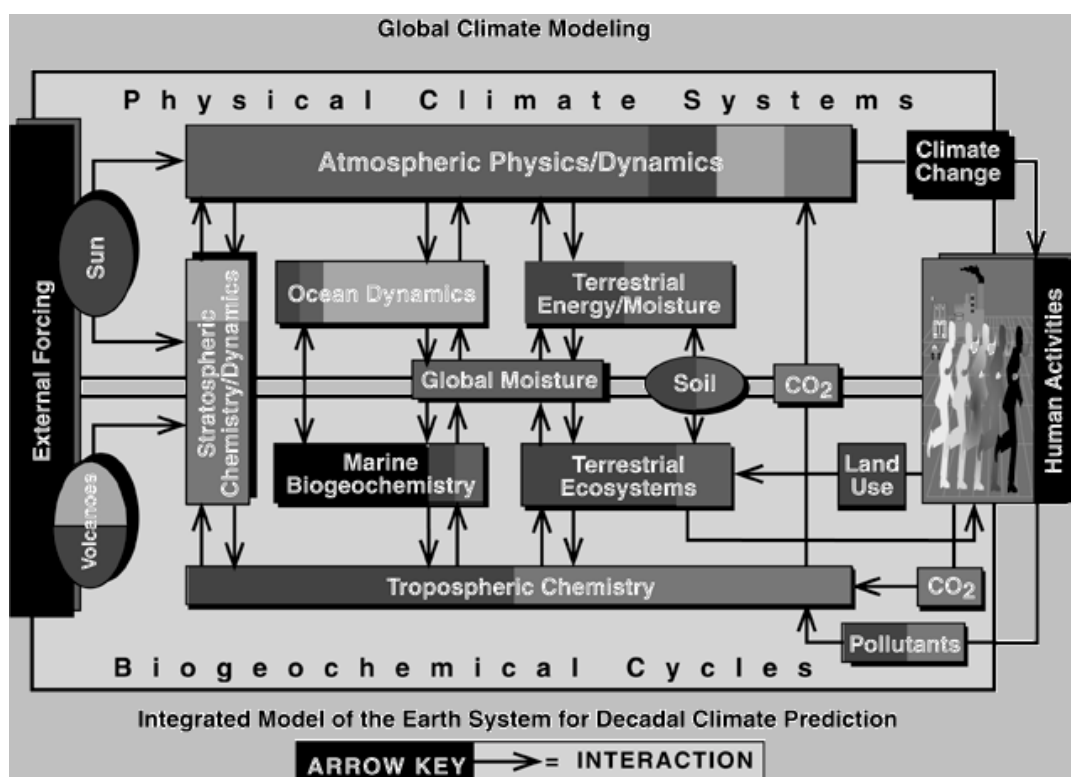 Global Climate Modeling
Physical Climate Systems
Atmospheric Physics/Dynamics
Climate
Change
External Forcing
Sun
Stratospheric
Chemistry/Dynamics
Ocean Dynamics
Terrestrial
Energy/Moisture
Global Moisture
Soil
CO2
Human Activities
Marine
Biogeochemistry
Terrestrial
Ecosystems
Land
Use
Volcanoes
Tropospheric Chemistry
CO2
Pollutants
Biogeochemical Cycles
Integrated Model of the Earth System for Decadal Climate Prediction
ARROW KEY = INTERACTION